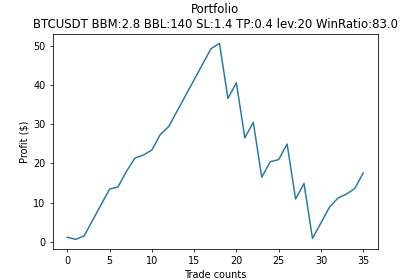 Portfolio
BTCUSDT BBM:2.8 BBL:140 SL:1.4 TP:0.4 lev:20 WinRatio:83.0
Profit ($)
50
40
30
20
10
0
0 5 10 15 20 25 30 35
Trade counts